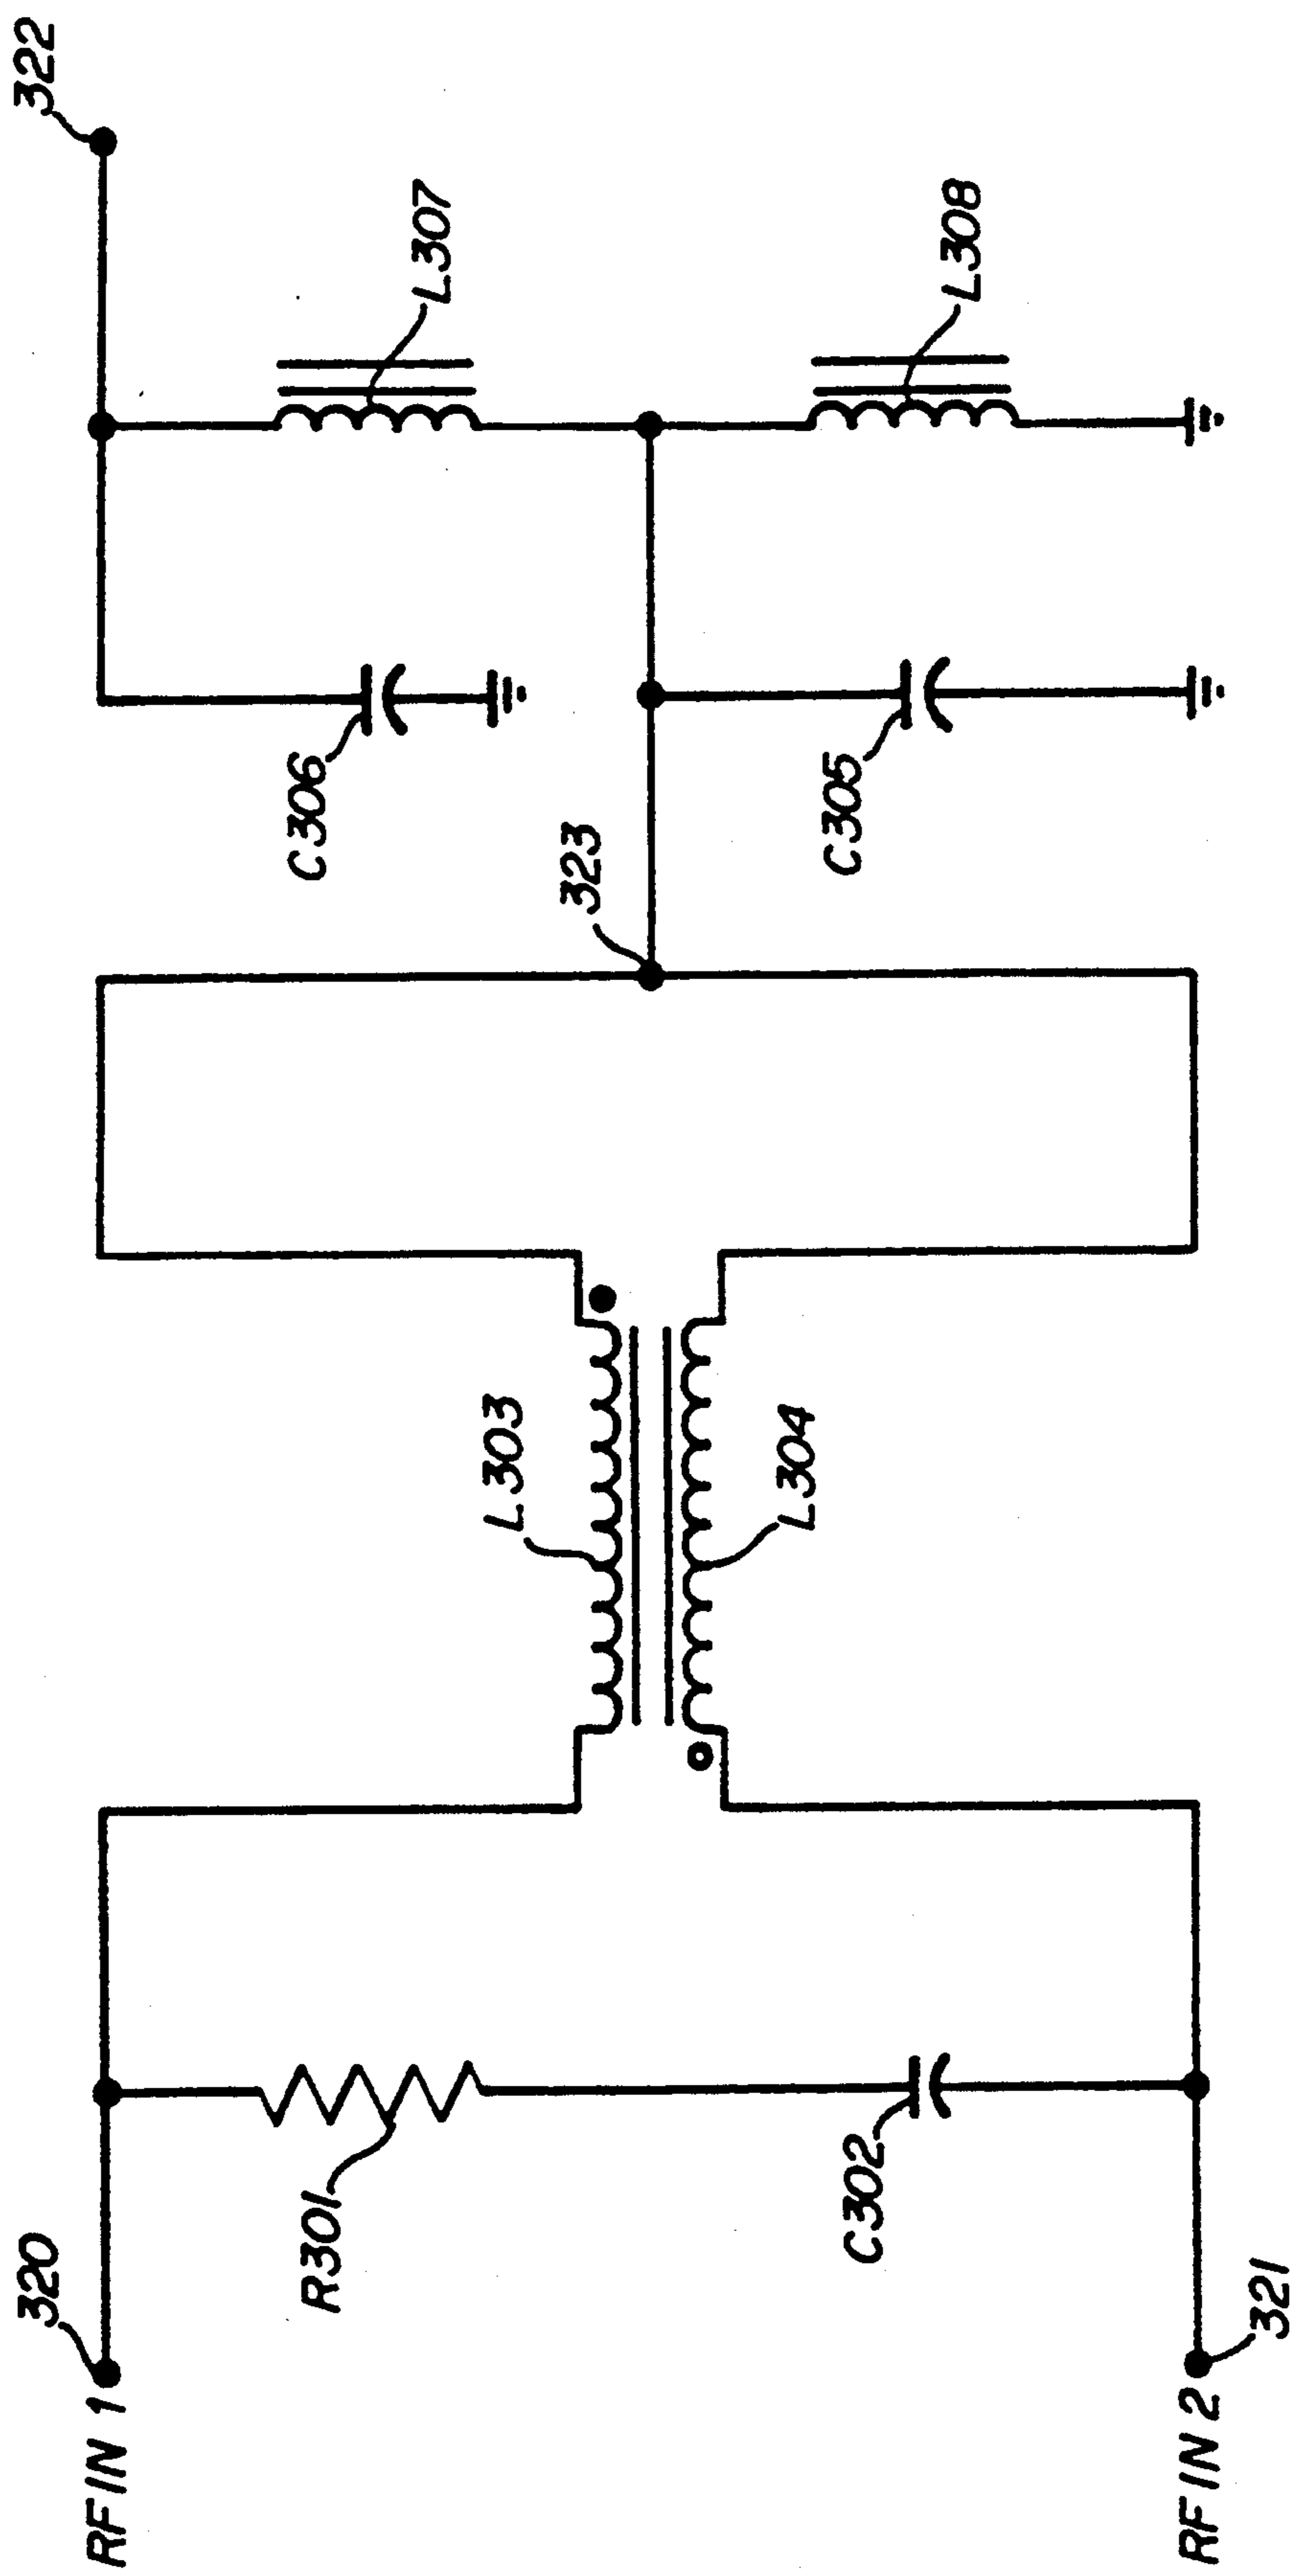 320
RF IN 1
R301
C302
RF IN 2
321
L303
L304
323
C306
C305
L307
L308
322